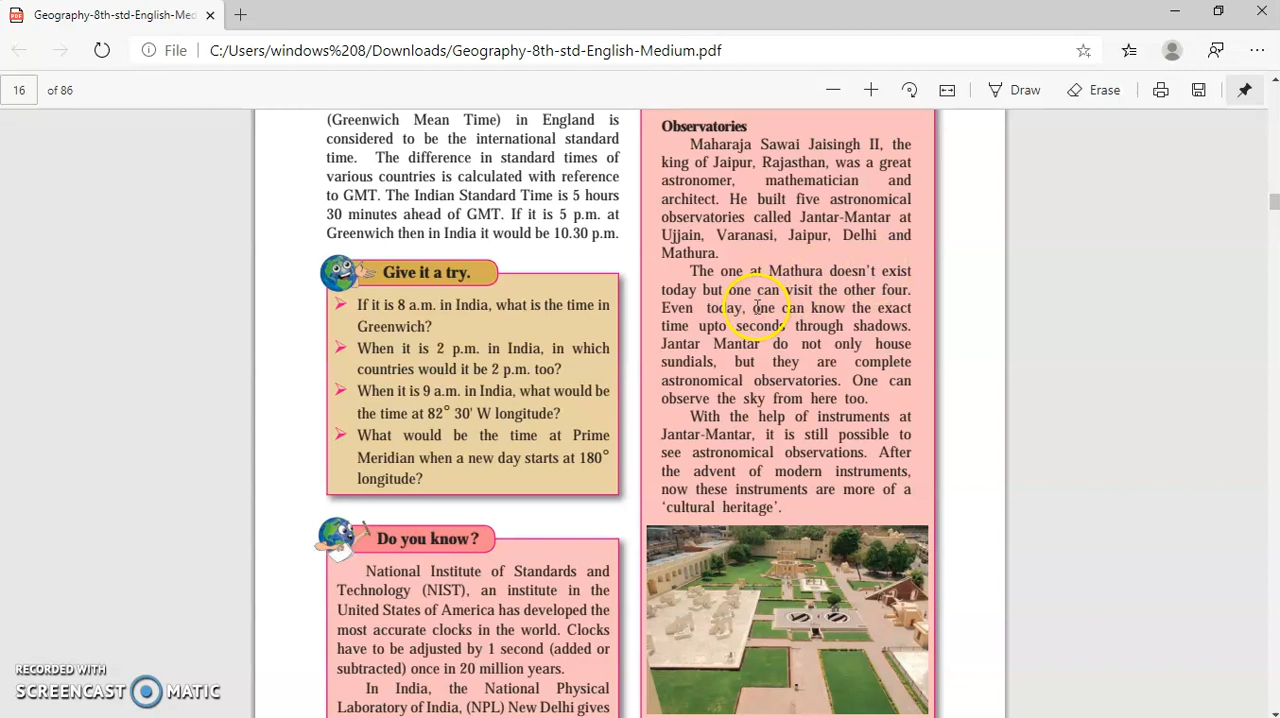 Geography-8th-std-English-Med
16
of 86
File
C:/Users/windows%208/Downloads/Geography-8th-std-English-Medium.pdf
Draw
Erase
(Greenwich Mean Time) in England is
considered to be the international standard
time. The difference in standard times of
various countries is calculated with reference
to GMT. The Indian Standard Time is 5 hours
30 minutes ahead of GMT. If it is 5 p.m. at
Greenwich then in India it would be 10.30 p.m.
Give it a try.
If it is 8 a.m. in India, what is the time in
Greenwich?
When it is 2 p.m. in India, in which
countries would it be 2 p.m. too?
When it is 9 a.m. in India, what would be
the time at 82° 30' W longitude?
What would be the time at Prime
Meridian when a new day starts at 180°
longitude?
Do you know?
National Institute of Standards and
Technology (NIST), an institute in the
United States of America has developed the
most accurate clocks in the world. Clocks
have to be adjusted by 1 second (added or
subtracted) once in 20 million years.
In India, the National Physical
Laboratory of India, (NPL) New Delhi gives
Observatories
Maharaja Sawai Jaisingh II, the
king of Jaipur, Rajasthan, was a great
astronomer, mathematician and
architect. He built five astronomical
observatories called Jantar-Mantar at
Ujjain, Varanasi, Jaipur, Delhi and
Mathura.
The one at Mathura doesn't exist
today but one can visit the other four.
Even today, one can know the exact
time upto seconds through shadows.
Jantar Mantar do not only house
sundials, but they are complete
astronomical observatories. One can
observe the sky from here too.
With the help of instruments at
Jantar-Mantar, it is still possible to
see astronomical observations. After
the advent of modern instruments,
now these instruments are more of a
'cultural heritage'.
RECORDED WITH
SCREENCAST MATIC